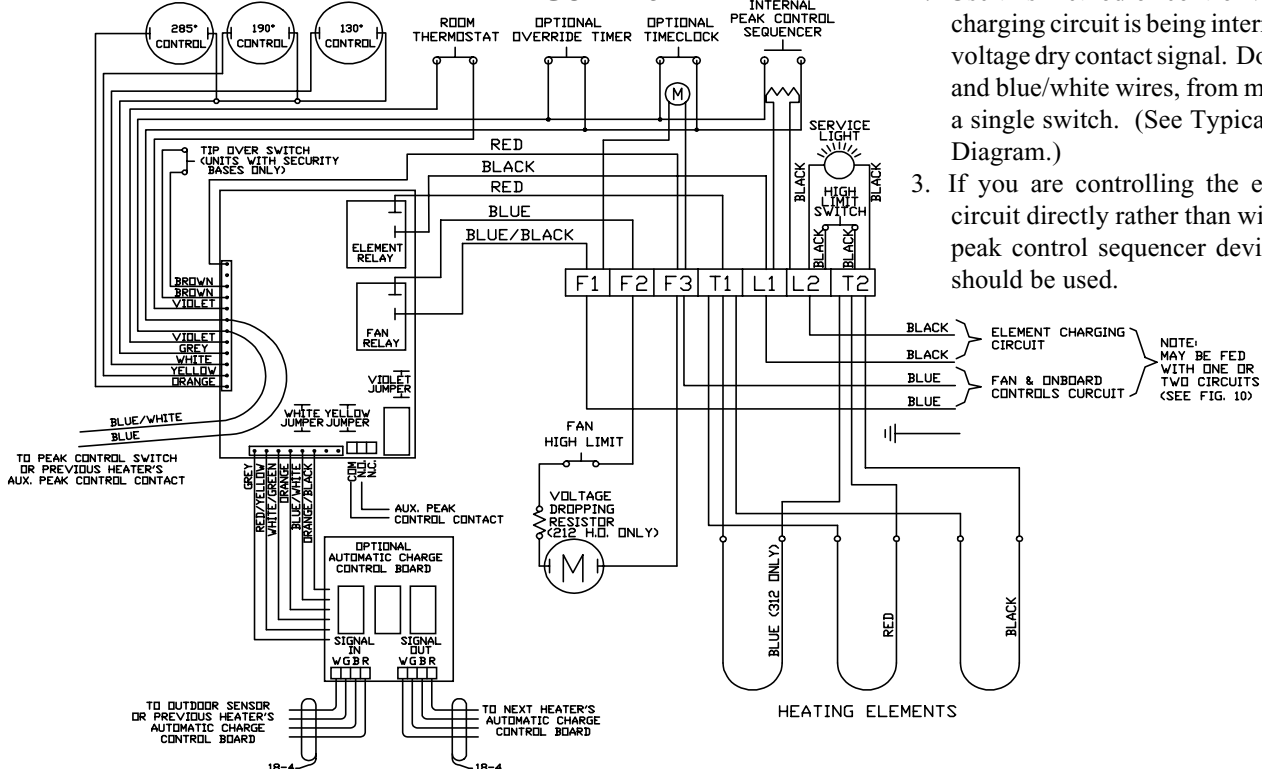 285°
CONTROL
190°
CONTROL
130°
CONTROL
ROOM
THERMOSTAT
OPTIONAL
OVERRIDE TIMER
OPTIONAL
TIMECLOCK
INTERNAL
PEAK CONTROL
SEQUENCER
M
SERVICE
LIGHT
BLACK
BLACK
HIGH
LIMIT
SWITCH
BLACK
BLACK
TIP OVER SWITCH
(UNITS WITH SECURITY
BASES ONLY)
RED
BLACK
RED
BLUE
BLUE/BLACK
ELEMENT
RELAY
FAN
RELAY
F1 F2 F3 T1 L1 L2 T2
BROWN
BROWN
VIOLET
VIOLET
GREY
WHITE
YELLOW
ORANGE
VIOLET
JUMPER
WHITE YELLOW
JUMPER JUMPER
BLUE/WHITE
BLUE
TO PEAK CONTROL SWITCH
OR PREVIOUS HEATER'S
AUX. PEAK CONTROL CONTACT
GREY
RED/YELLOW
WHITE/GREEN
ORANGE
BLUE/WHITE
ORANGE/BLACK
COM
N.O.
N.C.
AUX. PEAK
CONTROL CONTACT
OPTIONAL
AUTOMATIC CHARGE
CONTROL BOARD
SIGNAL
IN
WGBR
SIGNAL
OUT
WGBR
TO OUTDOOR SENSOR
OR PREVIOUS HEATER'S
AUTOMATIC CHARGE
CONTROL BOARD
TO NEXT HEATER'S
AUTOMATIC CHARGE
CONTROL BOARD
18-4
18-4
FAN
HIGH LIMIT
VOLTAGE
DROPPING
RESISTOR
(212 H.O. ONLY)
M
BLACK
BLACK
BLUE
BLUE
ELEMENT CHARGING
CIRCUIT
FAN & ONBOARD
CONTROLS CURCUIT
NOTE:
MAY BE FED
WITH ONE OR
TWO CIRCUITS
(SEE FIG. 10)
BLUE (312 ONLY)
RED
BLACK
HEATING ELEMENTS
charging circuit is being
voltage dry contact signal.
and blue/white wires, from
a single switch. (See
Diagram.)
3. If you are controlling the
circuit directly rather than
peak control sequencer
should be used.